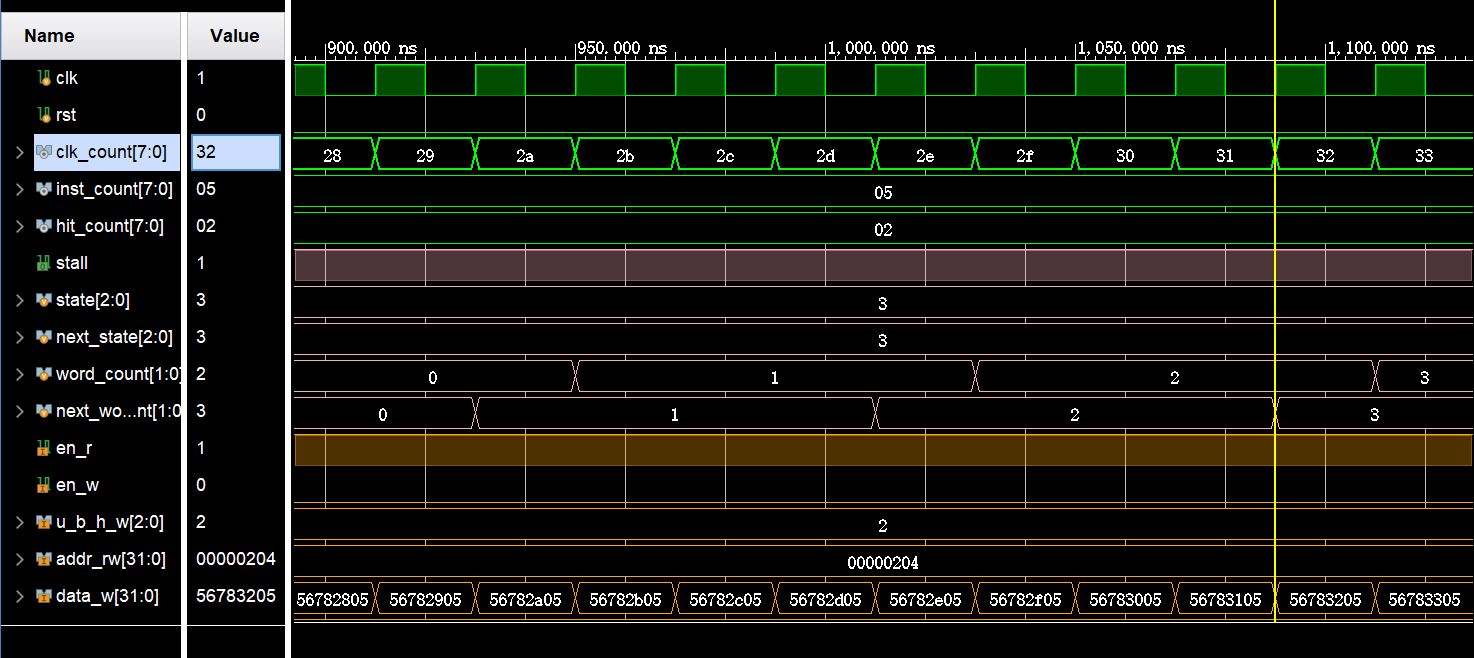 Name Value
900.000 ns 950.000 ns 1,000.000 ns 1,050.000 ns 1,100.000 ns
clk 1
rst 0
clk_count[7:0] 32 28 29 2a 2b 2c 2d 2e 2f 30 31 32 33
inst_count[7:0] 05 05
hit_count[7:0] 02 02
stall 1
state[2:0] 3 3
next_state[2:0] 3 3
word_count[1:0] 2 0 1 2 3
next_wo...nt[1:0 3 0 1 2 3
en_r 1
en_w 0
u_b_h_w[2:0] 2 2
addr_rw[31:0] 00000204 00000204
data_w[31:0] 56783205 56782805 56782905 56782a05 56782b05 56782c05 56782d05 56782e05 56782f05 56783005 56783105 56783205 56783305